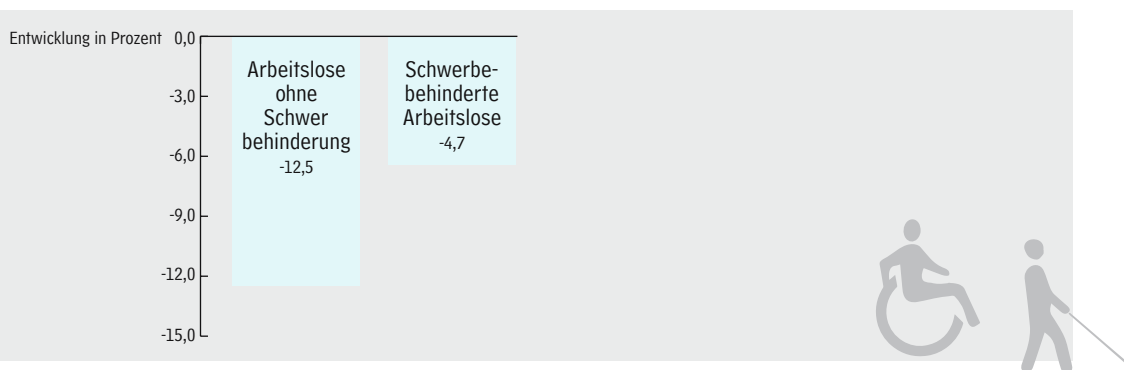 Entwicklung in Prozent
0,0
-3,0
-6,0
-9,0
-12,0
-15,0
Arbeitslose
ohne
Schwer
behinderung
-12,5
Schwerbe-
behinderte
Arbeitslose
-4,7